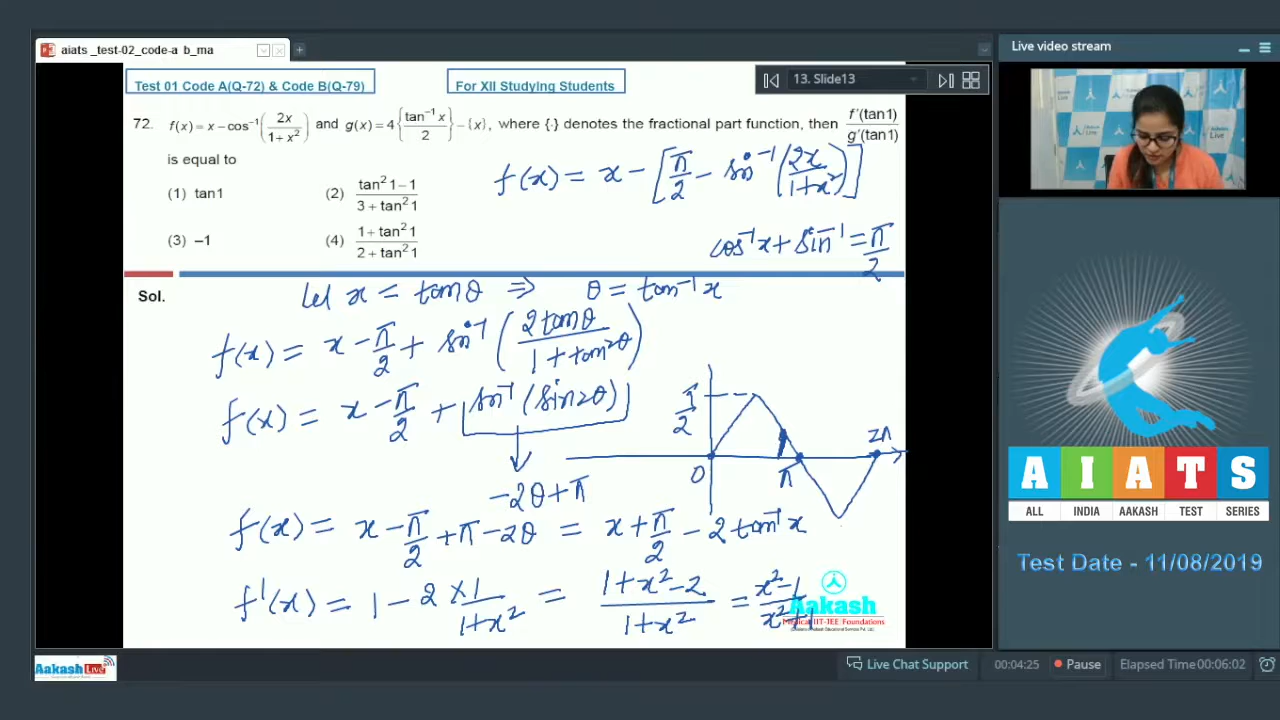 aiats _test-02_code-a b_ma
Live video stream
Test 01 Code A(Q-72) & Code B(Q-79)
For XII Studying Students
13. Slide13
72. f(x) = x – cos⁻¹(2x/(1+x²)) and g(x) = 4{tan⁻¹x/2} – {x}, where {·} denotes the fractional part function, then f'(tan1)/g'(tan1)
is equal to
(1) tan1 (2) (tan²1–1)/(3+tan²1)
(3) –1 (4) (1+tan²1)/(2+tan²1)
f(x) = x – [π/2 – sin⁻¹(2x/(1+x²))]
cos⁻¹x + sin⁻¹ = π/2
Sol. Let x = tanθ ⇒ θ = tan⁻¹x
f(x) = x – π/2 + sin⁻¹(2tanθ/(1+tan²θ))
f(x) = x – π/2 + sin⁻¹(sin2θ)
π/2
0
π
2π
–2θ+π
f(x) = x – π/2 + π – 2θ = x + π/2 – 2tan⁻¹x
f'(x) = 1 – 2 × 1/(1+x²) = (1+x²–2)/(1+x²) = (x²–1)/(x²+1)
Aakash
Medical IIT-JEE Foundations
AIATS
ALL INDIA AAKASH TEST SERIES
Test Date - 11/08/2019
Aakash Live
Live Chat Support
00:04:25
Pause
Elapsed Time 00:06:02